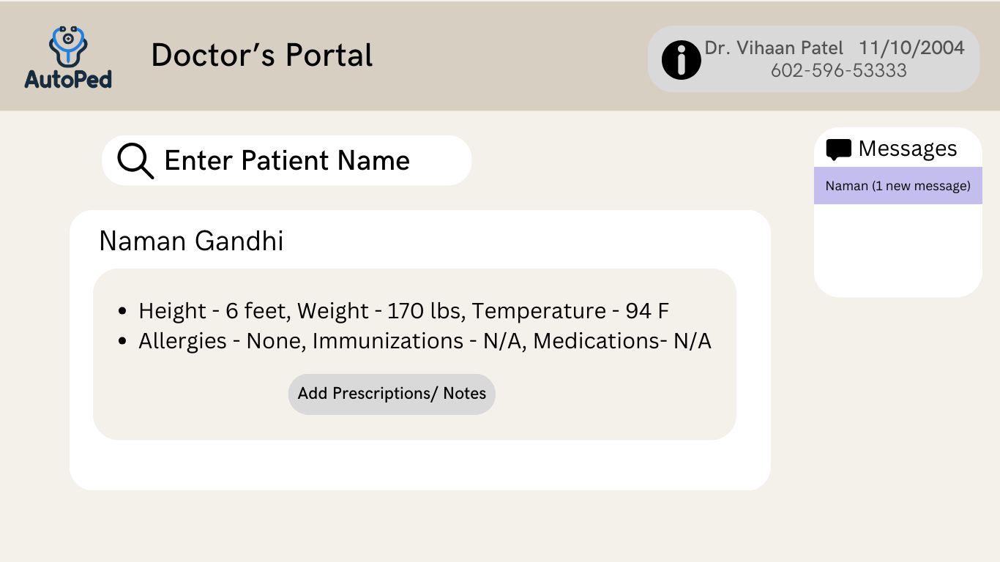 AutoPed
Doctor’s Portal
Dr. Vihaan Patel 11/10/2004
602-596-53333
Enter Patient Name
Messages
Naman (1 new message)
Naman Gandhi
• Height - 6 feet, Weight - 170 lbs, Temperature - 94 F
• Allergies - None, Immunizations - N/A, Medications- N/A
Add Prescriptions/ Notes